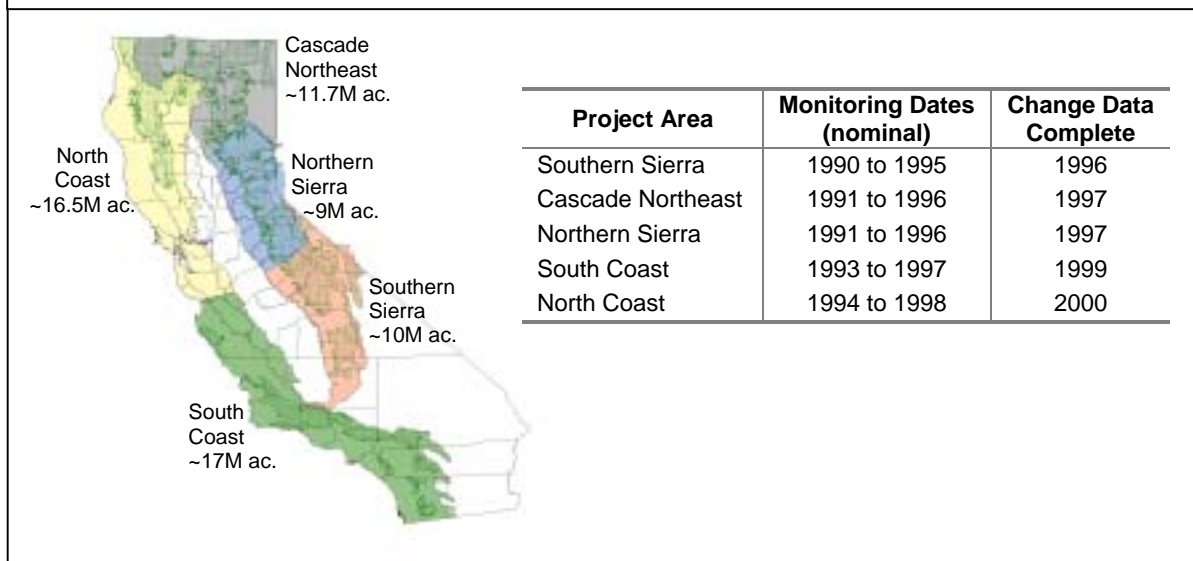 Cascade
Northeast
~11.7M ac.
North
Coast
~16.5M ac.
Northern
Sierra
~9M ac.
Southern
Sierra
~10M ac.
South
Coast
~17M ac.
Project Area Monitoring Dates (nominal) Change Data Complete
Southern Sierra 1990 to 1995 1996
Cascade Northeast 1991 to 1996 1997
Northern Sierra 1991 to 1996 1997
South Coast 1993 to 1997 1999
North Coast 1994 to 1998 2000